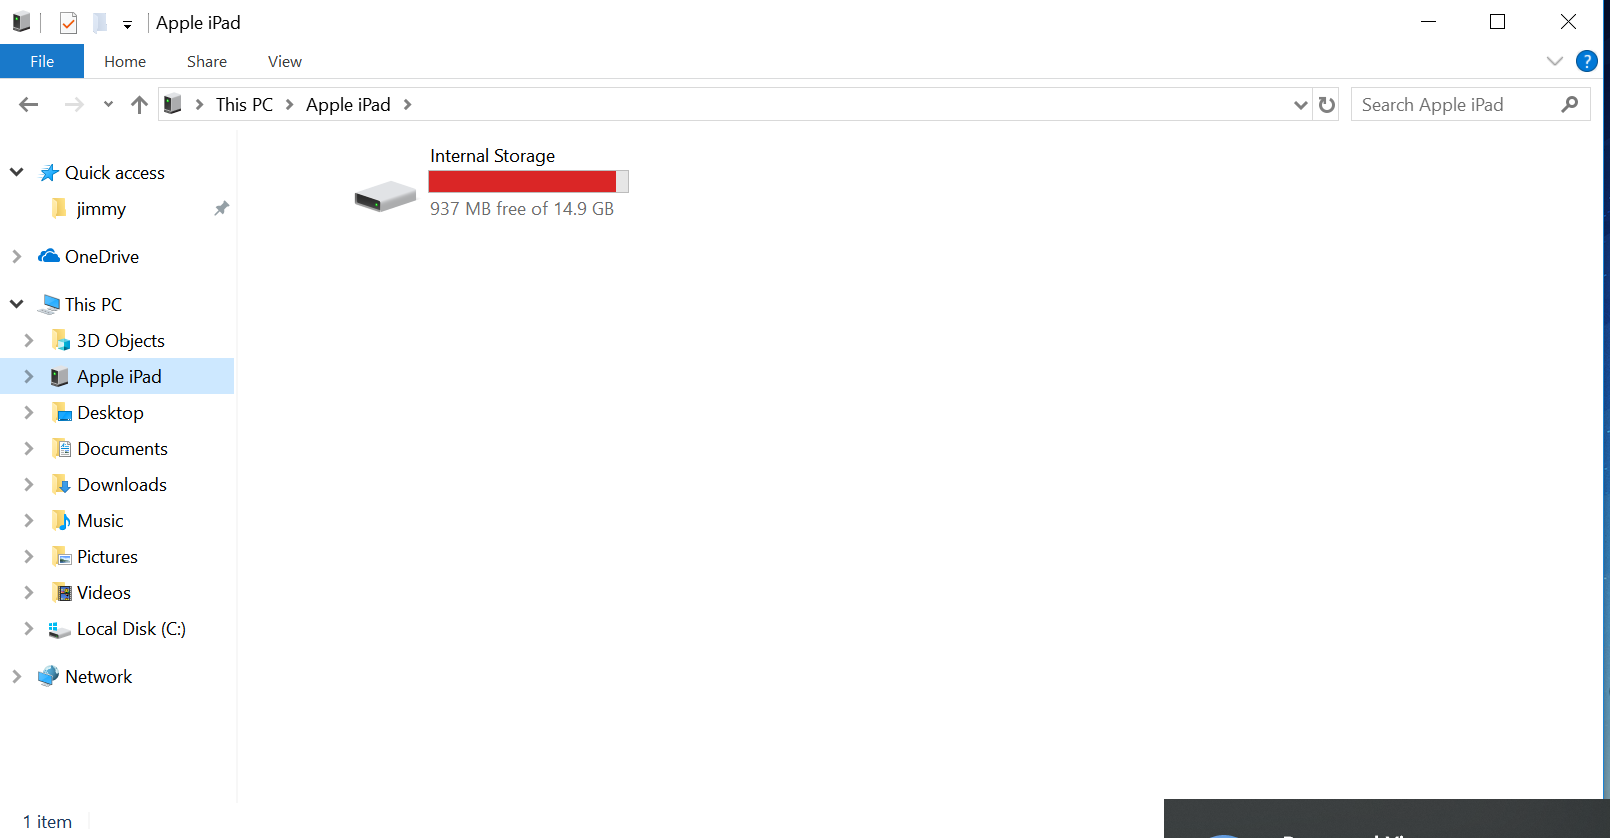 Apple iPad
File Home Share View
?
This PC Apple iPad
Search Apple iPad
Quick access
jimmy
OneDrive
This PC
3D Objects
Apple iPad
Desktop
Documents
Downloads
Music
Pictures
Videos
Local Disk (C:)
Network
Internal Storage
937 MB free of 14.9 GB
1 item